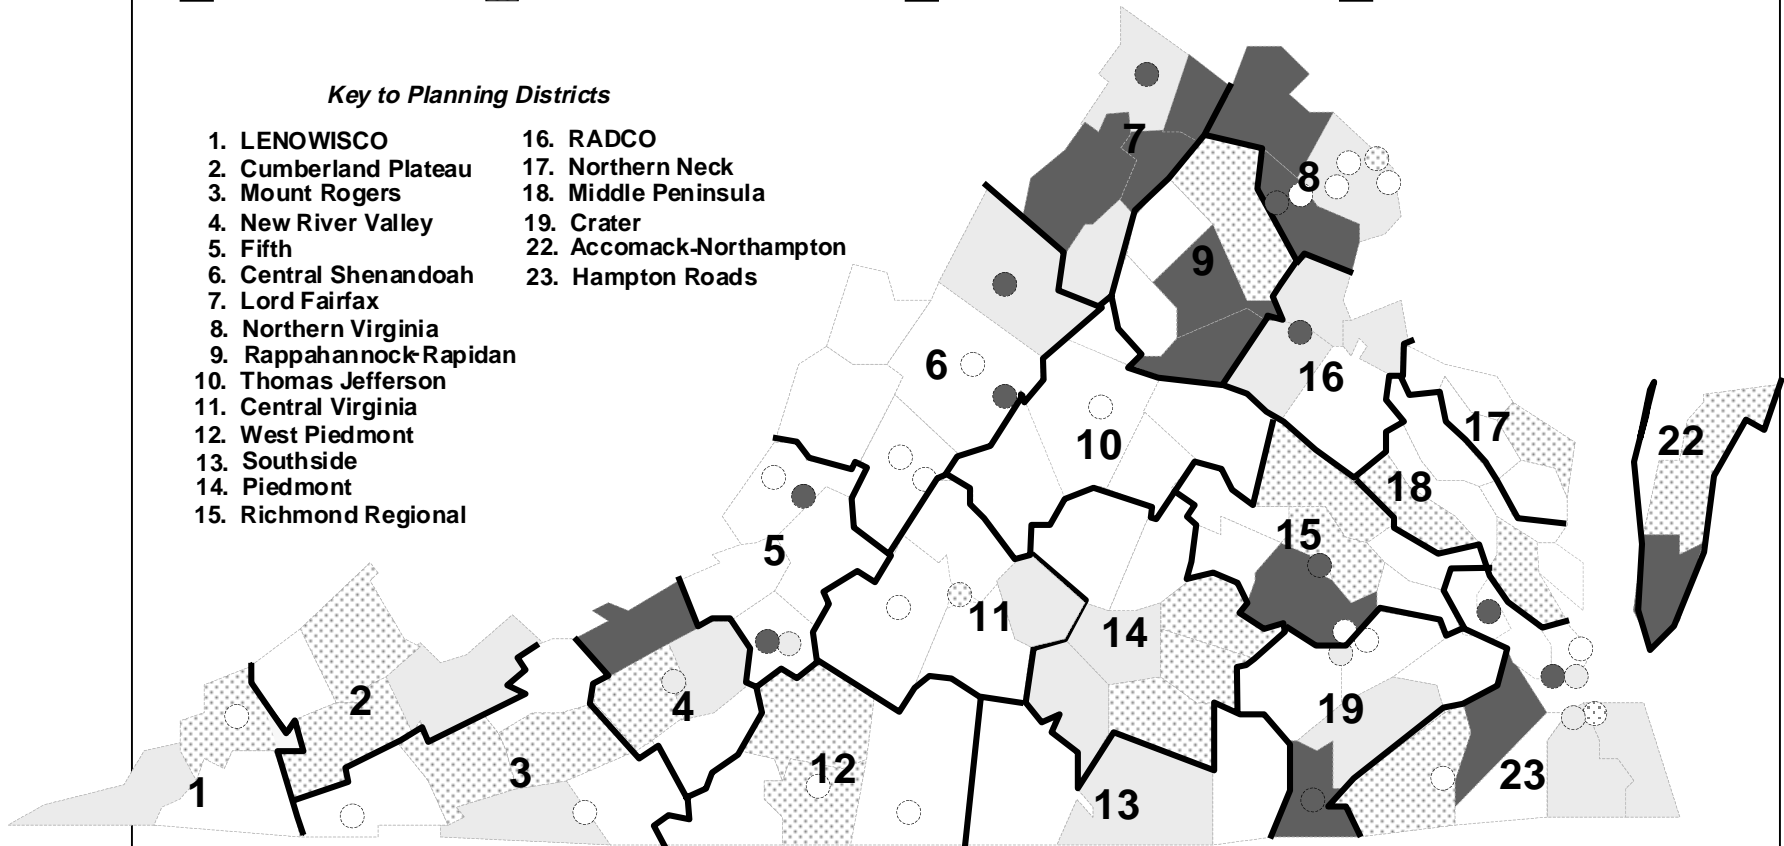 Key to Planning Districts
1. LENOWISCO
2. Cumberland Plateau
3. Mount Rogers
4. New River Valley
5. Fifth
6. Central Shenandoah
7. Lord Fairfax
8. Northern Virginia
9. Rappahannock-Rapidan
10. Thomas Jefferson
11. Central Virginia
12. West Piedmont
13. Southside
14. Piedmont
15. Richmond Regional
16. RADCO
17. Northern Neck
18. Middle Peninsula
19. Crater
22. Accomack-Northampton
23. Hampton Roads
7
8
9
6
16
10
17
22
18
15
5
11
14
2
4
19
12
3
23
1
13